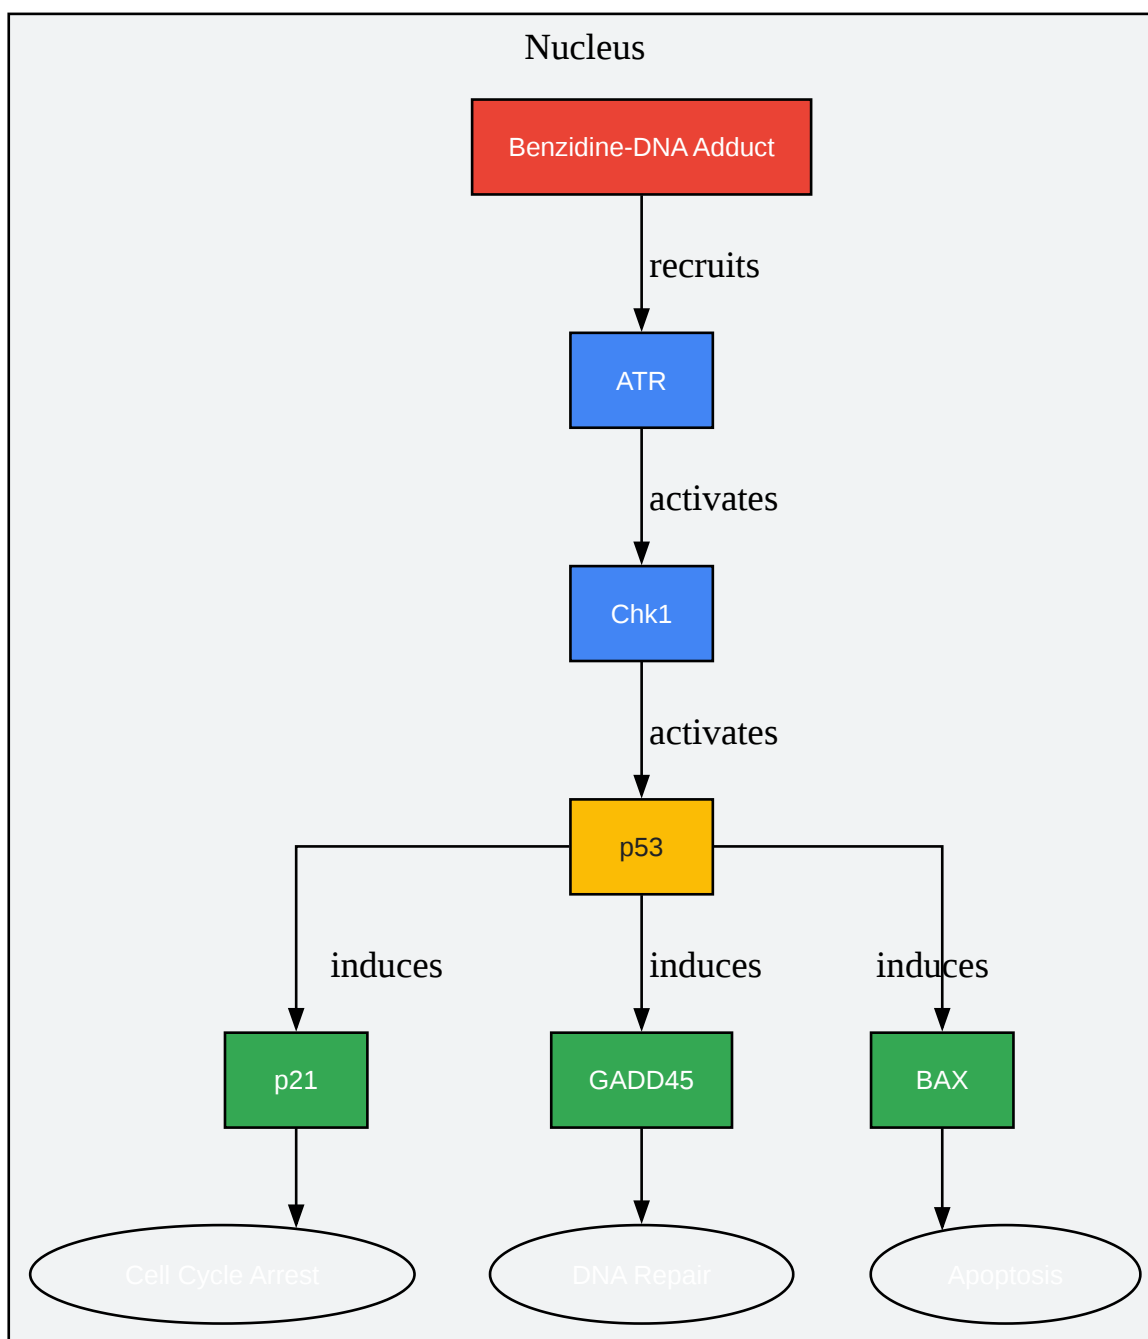 Nucleus
Benzidine-DNA Adduct
recruits
ATR
activates
Chk1
activates
p53
induces
induces
induces
p21
GADD45
BAX
Cell Cycle Arrest
DNA Repair
Apoptosis